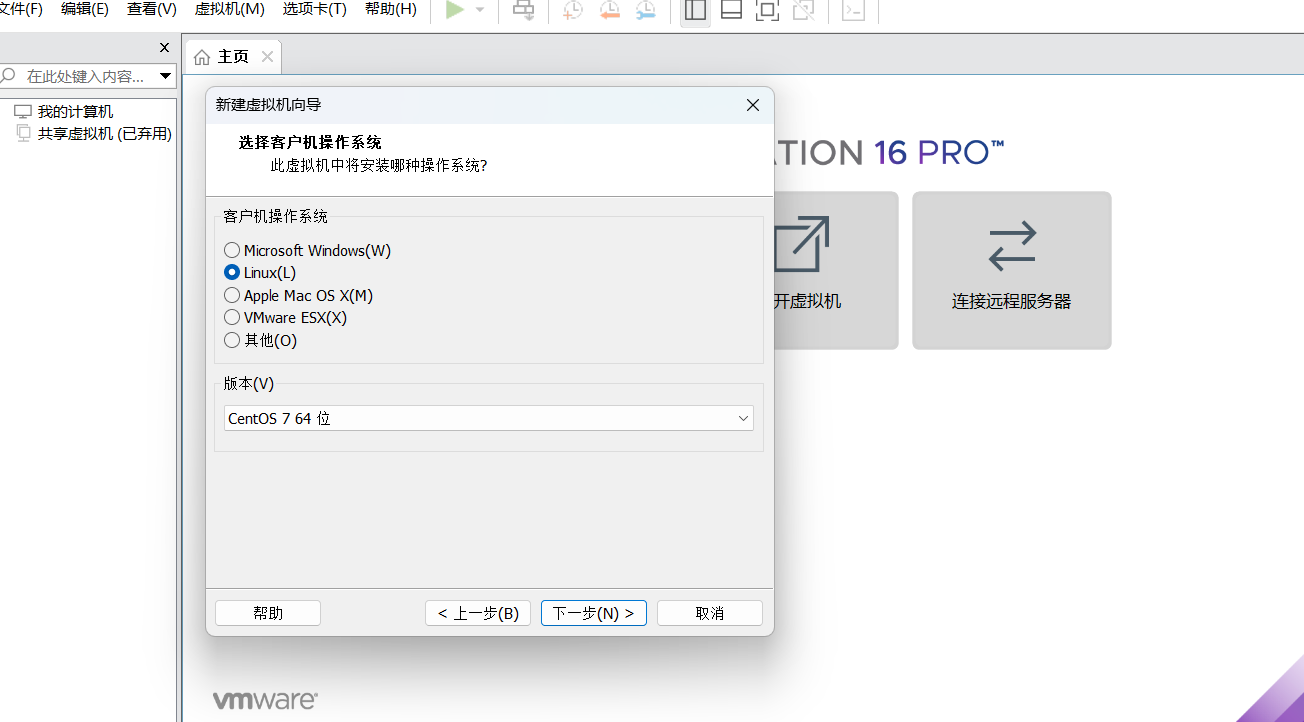 文件(F) 编辑(E) 查看(V) 虚拟机(M) 选项卡(T) 帮助(H)
在此处键入内容...
我的计算机
共享虚拟机 (已弃用)
主页
新建虚拟机向导
选择客户机操作系统
此虚拟机中将安装哪种操作系统?
客户机操作系统
Microsoft Windows(W)
Linux(L)
Apple Mac OS X(M)
VMware ESX(X)
其他(O)
版本(V)
CentOS 7 64 位
帮助
< 上一步(B)
下一步(N) >
取消
ATION 16 PRO™
开虚拟机
连接远程服务器
vmware®